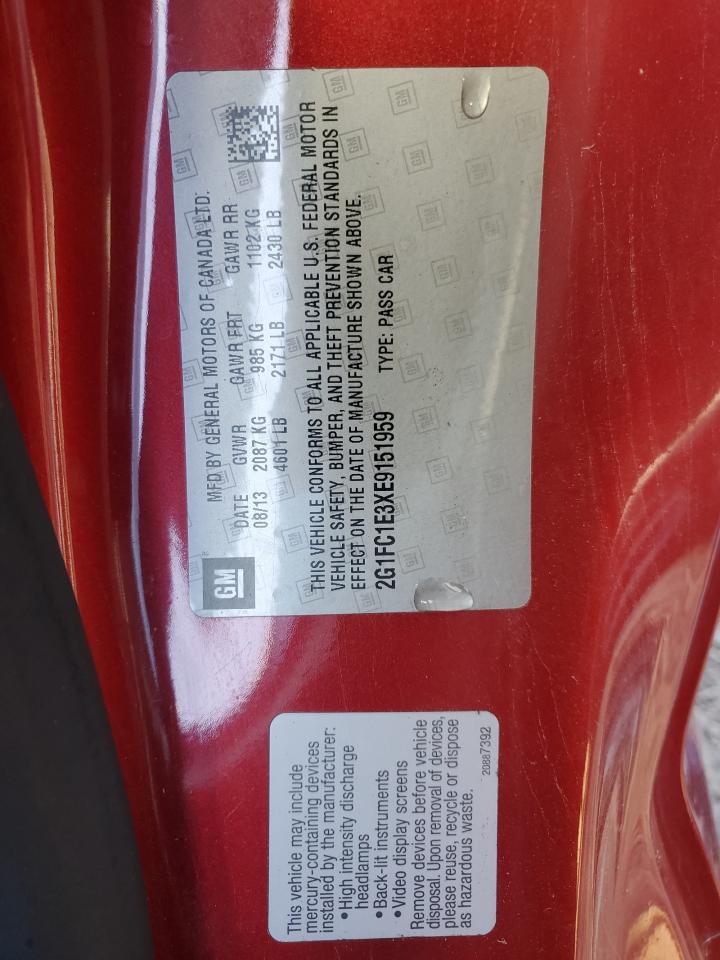 GM
MFD BY GENERAL MOTORS OF CANADA LTD.
DATE GVWR GAWR FRT GAWR RR
08/13 2087 KG 985 KG 1102 KG
4601 LB 2171 LB 2430 LB
THIS VEHICLE CONFORMS TO ALL APPLICABLE U.S. FEDERAL MOTOR
VEHICLE SAFETY, BUMPER, AND THEFT PREVENTION STANDARDS IN
EFFECT ON THE DATE OF MANUFACTURE SHOWN ABOVE.
2G1FC1E3XE9151959 TYPE: PASS CAR
This vehicle may include
mercury-containing devices
installed by the manufacturer:
• High intensity discharge
headlamps
• Back-lit instruments
• Video display screens
Remove devices before vehicle
disposal. Upon removal of devices,
please reuse, recycle or dispose
as hazardous waste.
20887392